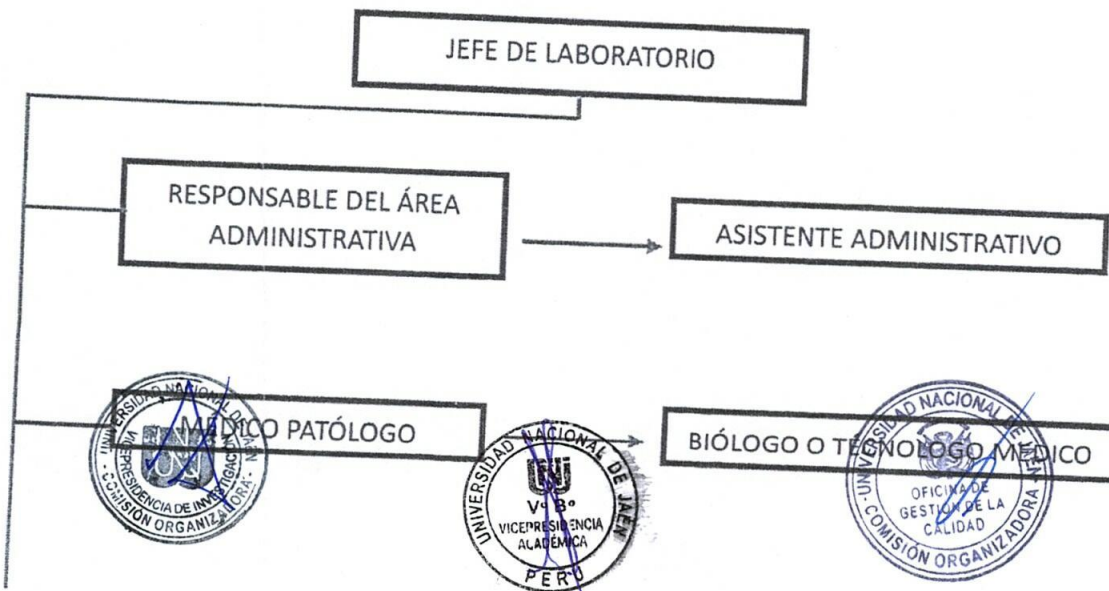 JEFE DE LABORATORIO
RESPONSABLE DEL ÁREA
ADMINISTRATIVA
ASISTENTE ADMINISTRATIVO
MÉDICO PATÓLOGO
BIÓLOGO O TÉCNOLOGO MÉDICO
UNIVERSIDAD NACIONAL DE JAÉN
VICEPRESIDENCIA DE INVESTIGACIÓN
COMISIÓN ORGANIZADORA
UNIVERSIDAD NACIONAL DE JAÉN
Vº Bº
VICEPRESIDENCIA
ACADÉMICA
PERÚ
UNIVERSIDAD NACIONAL DE JAÉN
OFICINA DE
GESTIÓN DE LA
CALIDAD
COMISIÓN ORGANIZADORA